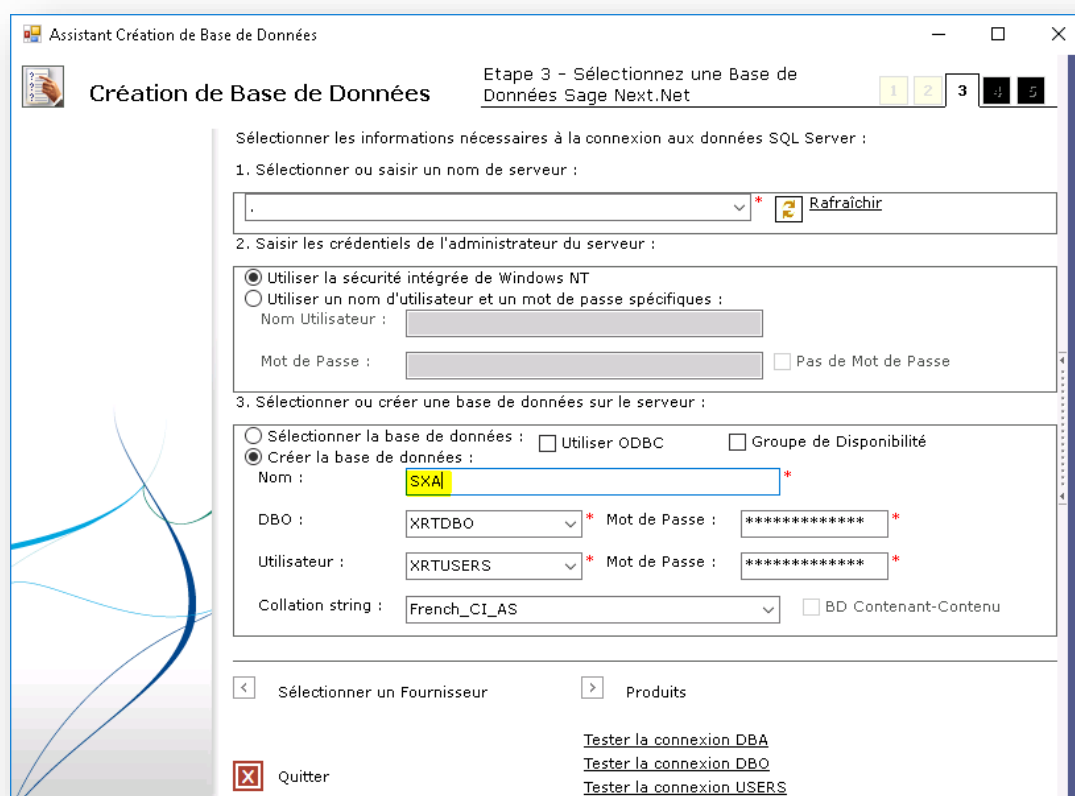 Assistant Création de Base de Données
Création de Base de Données
Etape 3 - Sélectionnez une Base de
Données Sage Next.Net
1 2 3 4 5
Sélectionner les informations nécessaires à la connexion aux données SQL Server :
1. Sélectionner ou saisir un nom de serveur :
. * Rafraîchir
2. Saisir les crédentiels de l'administrateur du serveur :
Utiliser la sécurité intégrée de Windows NT
Utiliser un nom d'utilisateur et un mot de passe spécifiques :
Nom Utilisateur :
Mot de Passe : Pas de Mot de Passe
3. Sélectionner ou créer une base de données sur le serveur :
Sélectionner la base de données : Utiliser ODBC Groupe de Disponibilité
Créer la base de données :
Nom : SXA *
DBO : XRTDBO * Mot de Passe : ************* *
Utilisateur : XRTUSERS * Mot de Passe : ************* *
Collation string : French_CI_AS BD Contenant-Contenu
< Sélectionner un Fournisseur > Produits
Tester la connexion DBA
Tester la connexion DBO
X Quitter
Tester la connexion USERS